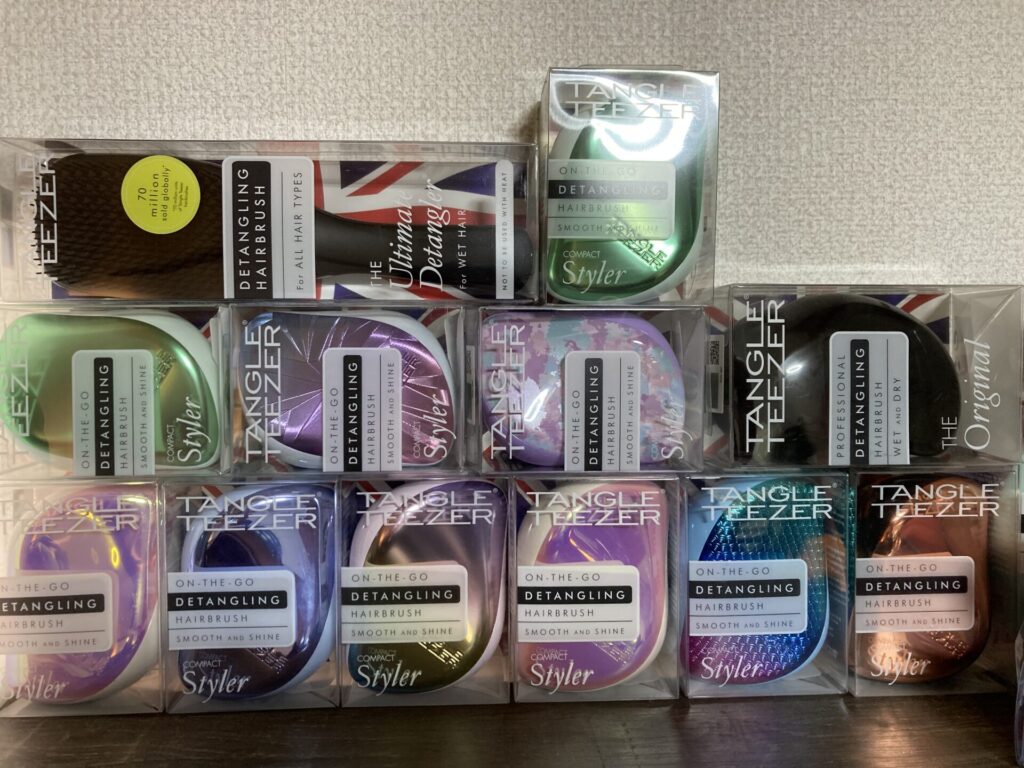 TEEZER
70
million
sold globally*
DETANGLING
HAIRBRUSH
For ALL HAIR TYPES
THE
Ultimate
Detangler
For WET HAIR
NOT TO BE USED WITH HEAT
TANGLE
TEEZER
ON-THE-GO
DETANGLING
HAIRBRUSH
SMOOTH AND SHINE
COMPACT
Styler
ON-THE-GO
DETANGLING
HAIRBRUSH
SMOOTH AND SHINE
COMPACT
Styler
TANGLE
TEEZER
ON-THE-GO
DETANGLING
HAIRBRUSH
SMOOTH AND SHINE
COMPACT
Styler
TANGLE
TEEZER
ON-THE-GO
DETANGLING
HAIRBRUSH
SMOOTH AND SHINE
Styler
TANGLE
TEEZER
PROFESSIONAL
DETANGLING
HAIRBRUSH
WET AND DRY
THE
Original
TANGLE
TEEZER
ON-THE-GO
DETANGLING
HAIRBRUSH
SMOOTH AND SHINE
COMPACT
Styler
TANGLE
TEEZER
ON-THE-GO
DETANGLING
HAIRBRUSH
SMOOTH AND SHINE
COMPACT
Styler
TANGLE
TEEZER
ON-THE-GO
DETANGLING
HAIRBRUSH
SMOOTH AND SHINE
COMPACT
Styler
TANGLE
TEEZER
ON-THE-GO
DETANGLING
HAIRBRUSH
SMOOTH AND SHINE
COMPACT
Styler
TANGLE
TEEZER
ON-THE-GO
DETANGLING
HAIRBRUSH
SMOOTH AND SHINE
COMPACT
Styler
TANGLE
TEEZER
ON-THE-GO
DETANGLING
HAIRBRUSH
SMOOTH AND SHINE
COMPACT
Styler